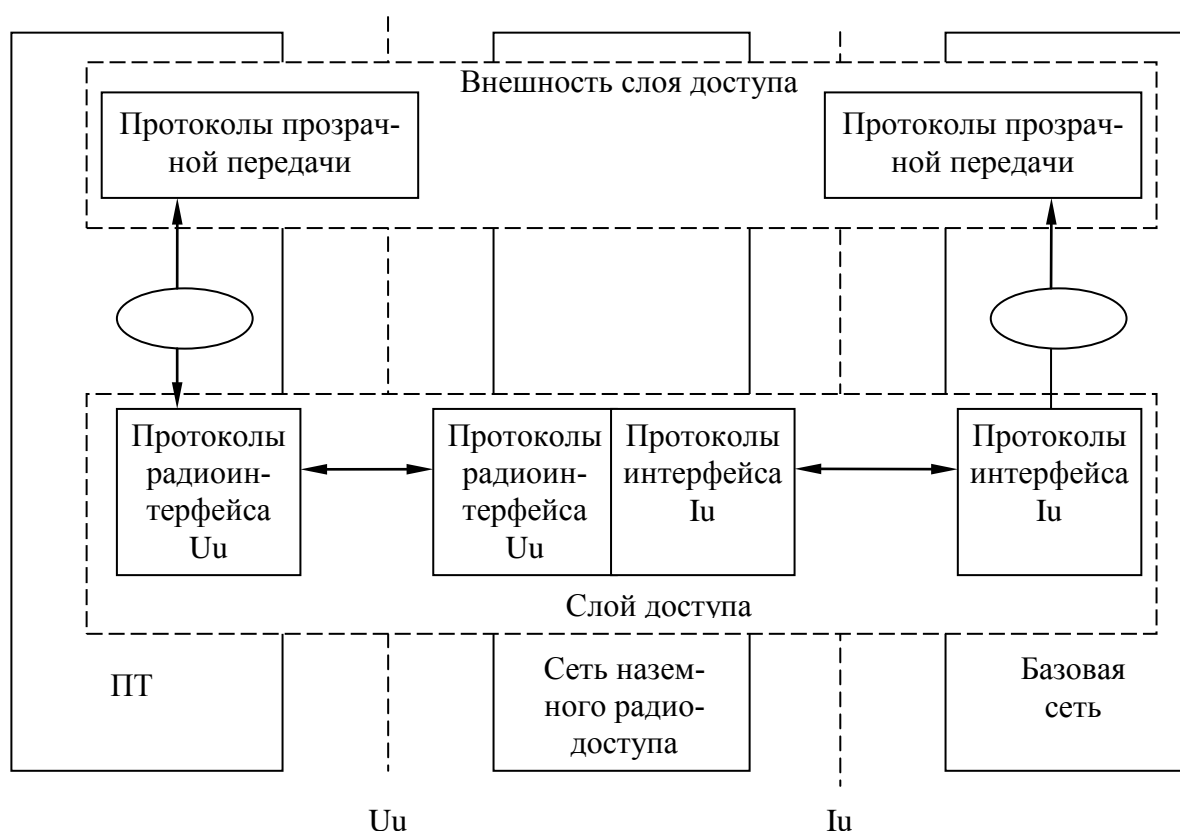 Внешность слоя доступа
Протоколы прозрач-
ной передачи
Протоколы прозрач-
ной передачи
Протоколы
радиоин-
терфейса
Uu
Протоколы
радиоин-
терфейса
Uu
Протоколы
интерфейса
Iu
Протоколы
интерфейса
Iu
Слой доступа
ПТ
Сеть назем-
ного радио-
доступа
Базовая
сеть
Uu
Iu